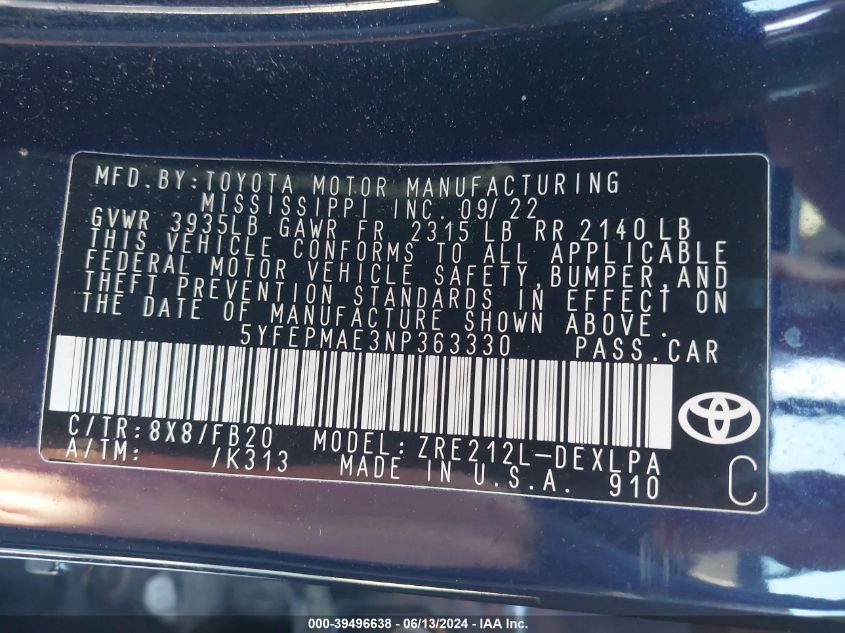 MFD.BY:TOYOTA MOTOR MANUFACTURING
MISSISSIPPI INC. 09/22
GVWR 3935LB GAWR FR 2315 LB RR 2140 LB
THIS VEHICLE CONFORMS TO ALL APPLICABLE
FEDERAL MOTOR VEHICLE SAFETY,BUMPER,AND
THEFT PREVENTION STANDARDS IN EFFECT ON
THE DATE OF MANUFACTURE SHOWN ABOVE.
5YFEPMAE3NP363330 PASS.CAR
C/TR:8X8/FB20 MODEL:ZRE212L-DEXLPA
A/TM: /K313 MADE IN U.S.A. 910
C
000-39496638 - 06/13/2024 - IAAI.com